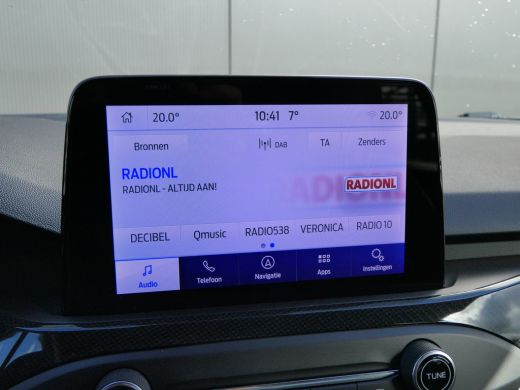 20.0° 10:41 7° 20.0°
Bronnen DAB TA Zenders
RADIONL
RADIONL - ALTIJD AAN!
RADIONL
DECIBEL Qmusic RADIO538 VERONICA RADIO 10
Audio Telefoon Navigatie Apps Instellingen
TUNE